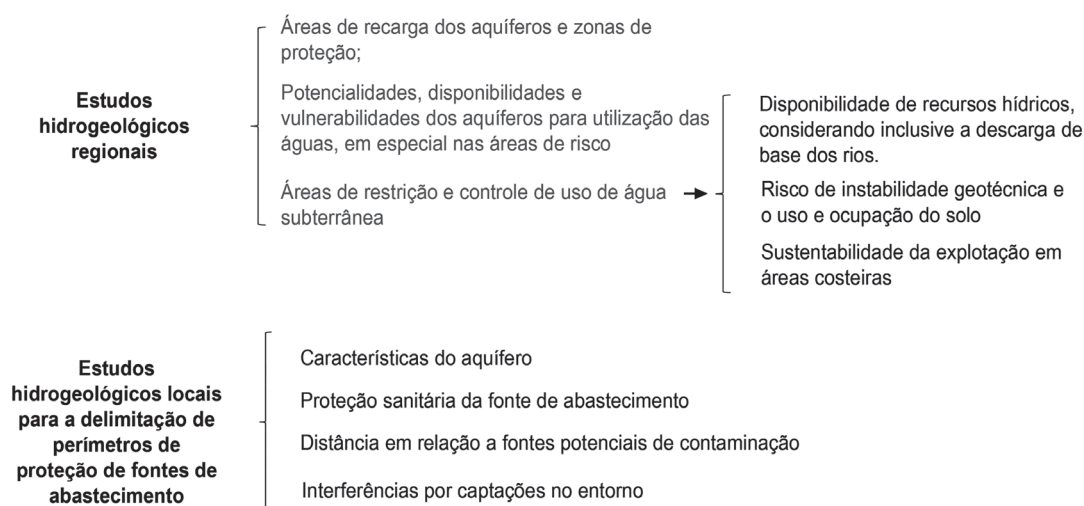 Estudos
hidrogeológicos
regionais
Áreas de recarga dos aquíferos e zonas de
proteção;
Potencialidades, disponibilidades e
vulnerabilidades dos aquíferos para utilização das
águas, em especial nas áreas de risco
Áreas de restrição e controle de uso de água
subterrânea
Disponibilidade de recursos hídricos,
considerando inclusive a descarga de
base dos rios.
Risco de instabilidade geotécnica e
o uso e ocupação do solo
Sustentabilidade da explotação em
áreas costeiras
Estudos
hidrogeológicos locais
para a delimitação de
perímetros de
proteção de fontes de
abastecimento
Características do aquífero
Proteção sanitária da fonte de abastecimento
Distância em relação a fontes potenciais de contaminação
Interferências por captações no entorno